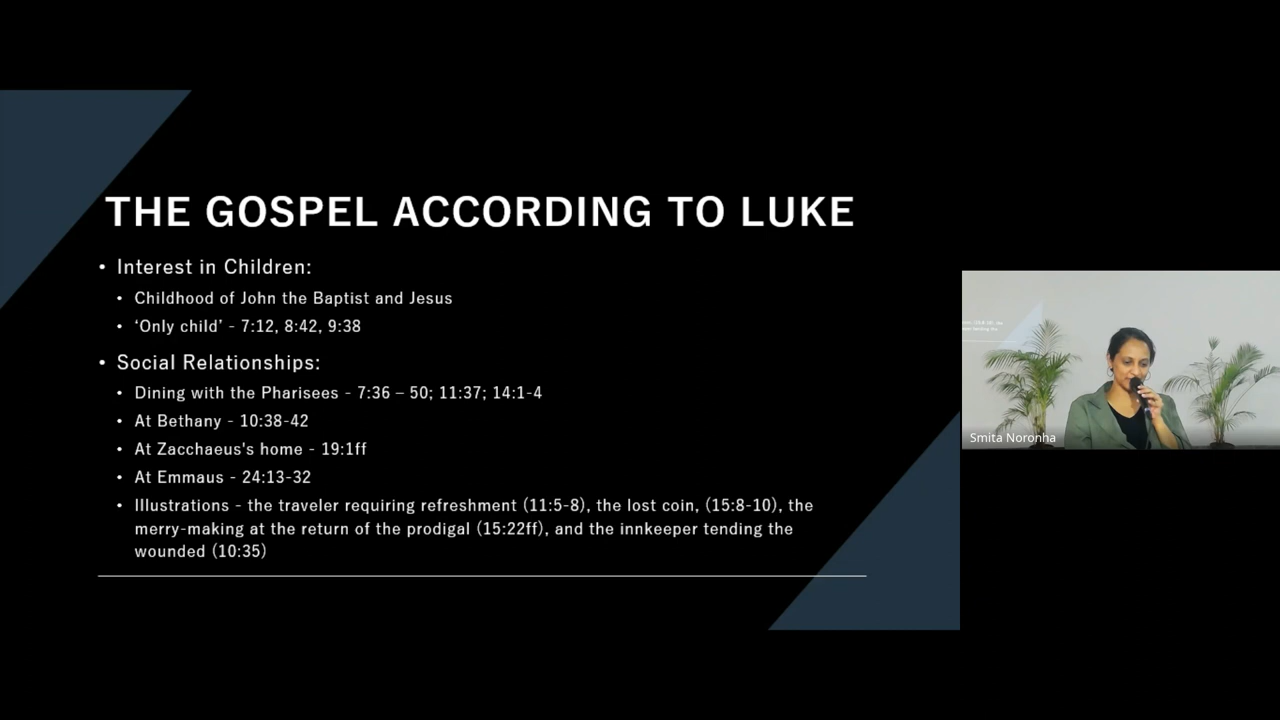 THE GOSPEL ACCORDING TO LUKE
• Interest in Children:
• Childhood of John the Baptist and Jesus
• ‘Only child’ - 7:12, 8:42, 9:38
• Social Relationships:
• Dining with the Pharisees - 7:36 – 50; 11:37; 14:1-4
• At Bethany - 10:38-42
• At Zacchaeus's home - 19:1ff
• At Emmaus - 24:13-32
• Illustrations - the traveler requiring refreshment (11:5-8), the lost coin, (15:8-10), the
merry-making at the return of the prodigal (15:22ff), and the innkeeper tending the
wounded (10:35)
Smita Noronha